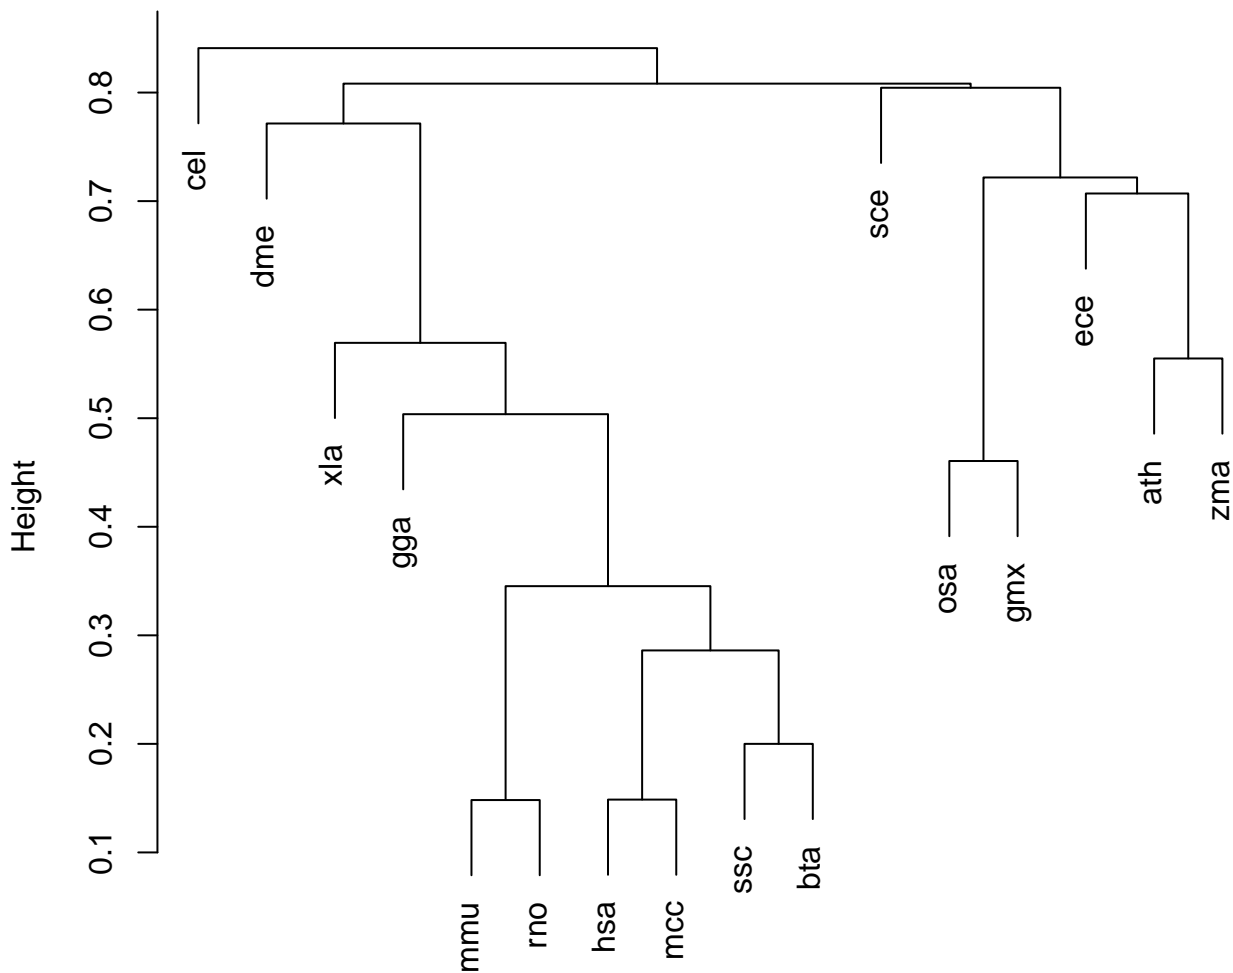 Height
0.8
0.7
0.6
0.5
0.4
0.3
0.2
0.1
cel
dme
xla
gga
mmu
rno
hsa
mcc
ssc
bta
sce
osa
gmx
ece
ath
zma